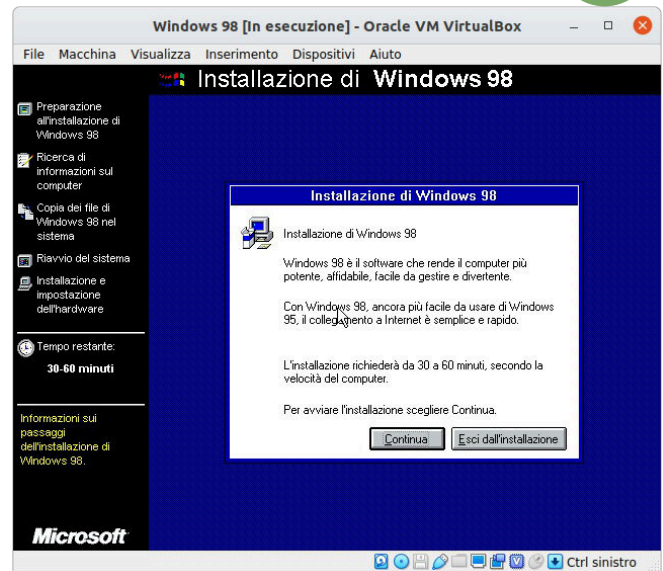 Windows 98 [In esecuzione] - Oracle VM VirtualBox
File Macchina Visualizza Inserimento Dispositivi Aiuto
Installazione di Windows 98
Preparazione
all'installazione di
Windows 98
Ricerca di
informazioni sul
computer
Copia dei file di
Windows 98 nel
sistema
Riavvio del sistema
Installazione e
impostazione
dell'hardware
Tempo restante:
30-60 minuti
Informazioni sui
passaggi
dell'installazione di
Windows 98.
Microsoft
Installazione di Windows 98
Installazione di Windows 98
Windows 98 è il software che rende il computer più
potente, affidabile, facile da gestire e divertente.
Con Windows 98, ancora più facile da usare di Windows
95, il collegamento a Internet è semplice e rapido.
L'installazione richiederà da 30 a 60 minuti, secondo la
velocità del computer.
Per avviare l'installazione scegliere Continua.
Continua Esci dall'installazione
Ctrl sinistro